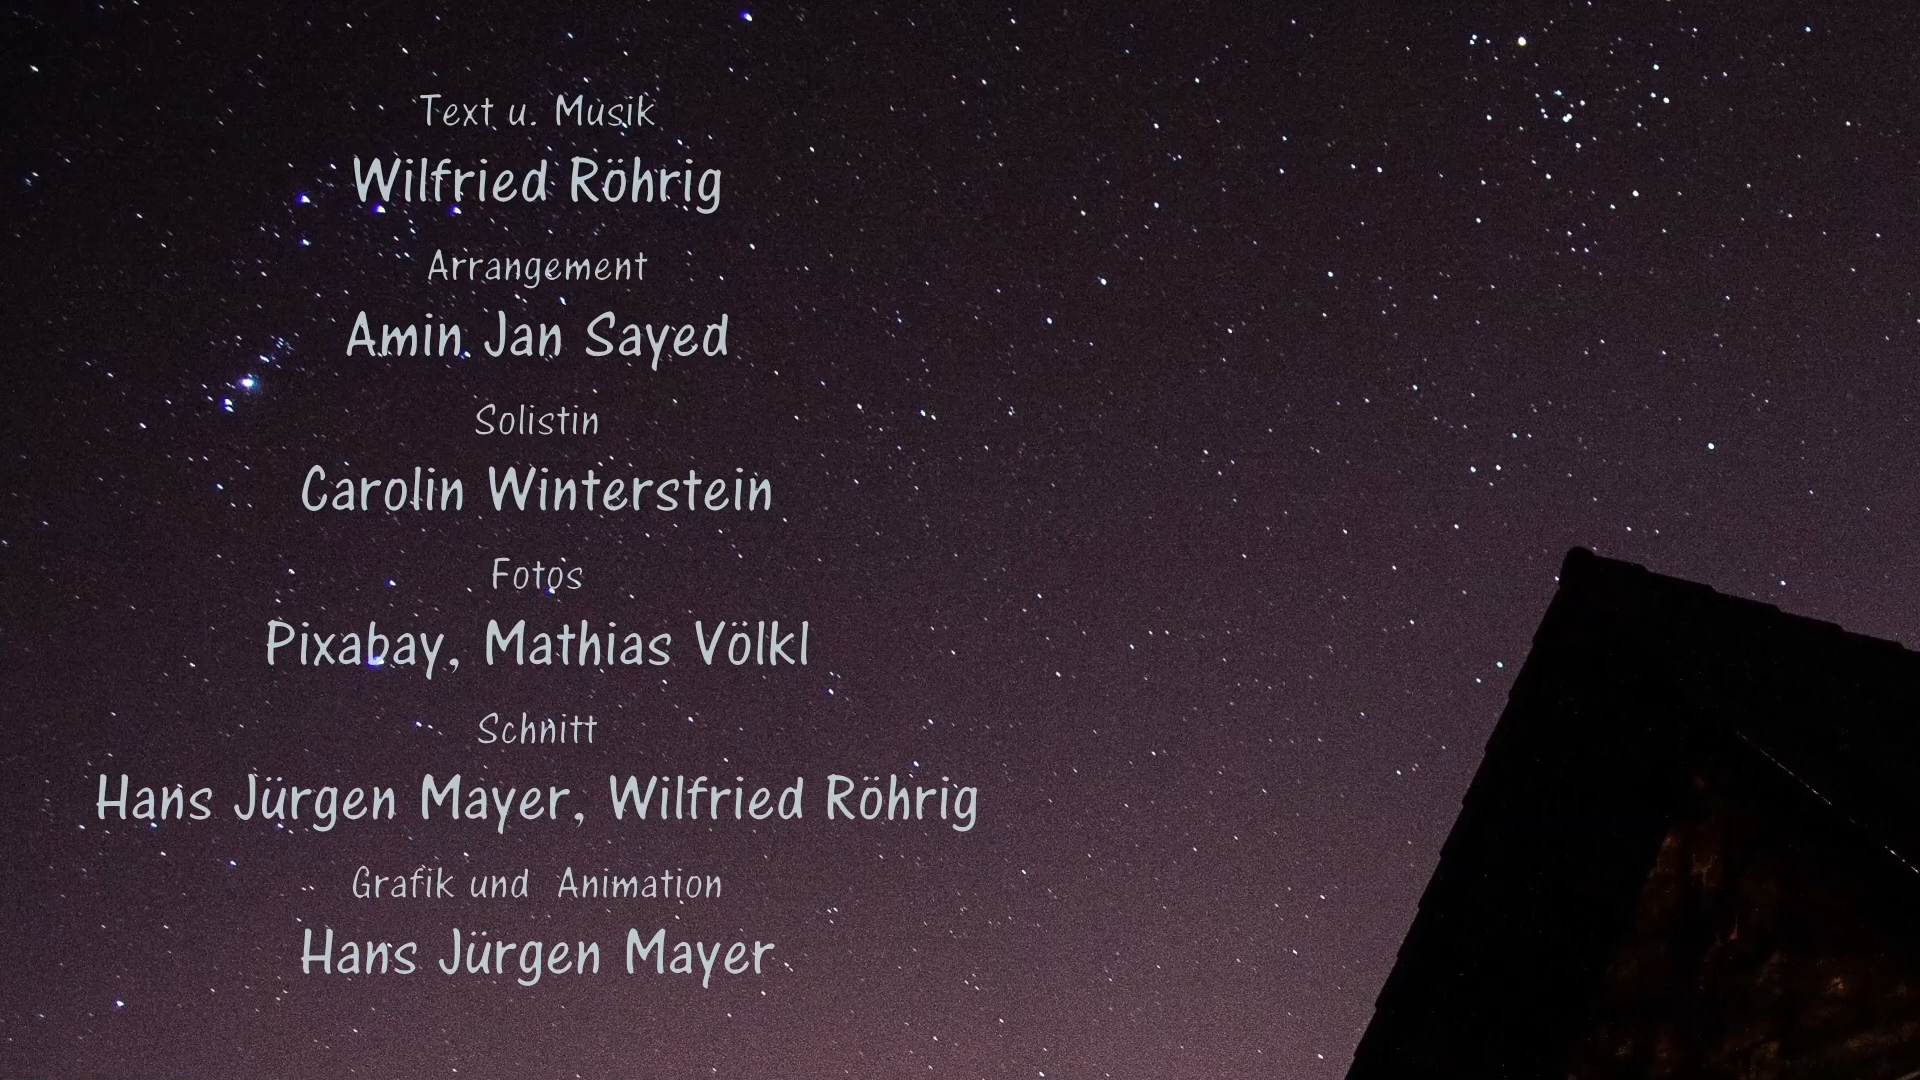 Text u. Musik
Wilfried Röhrig
Arrangement
Amin Jan Sayed
Solistin
Carolin Winterstein
Fotos
Pixabay, Mathias Völkl
Schnitt
Hans Jürgen Mayer, Wilfried Röhrig
Grafik und  Animation
Hans Jürgen Mayer